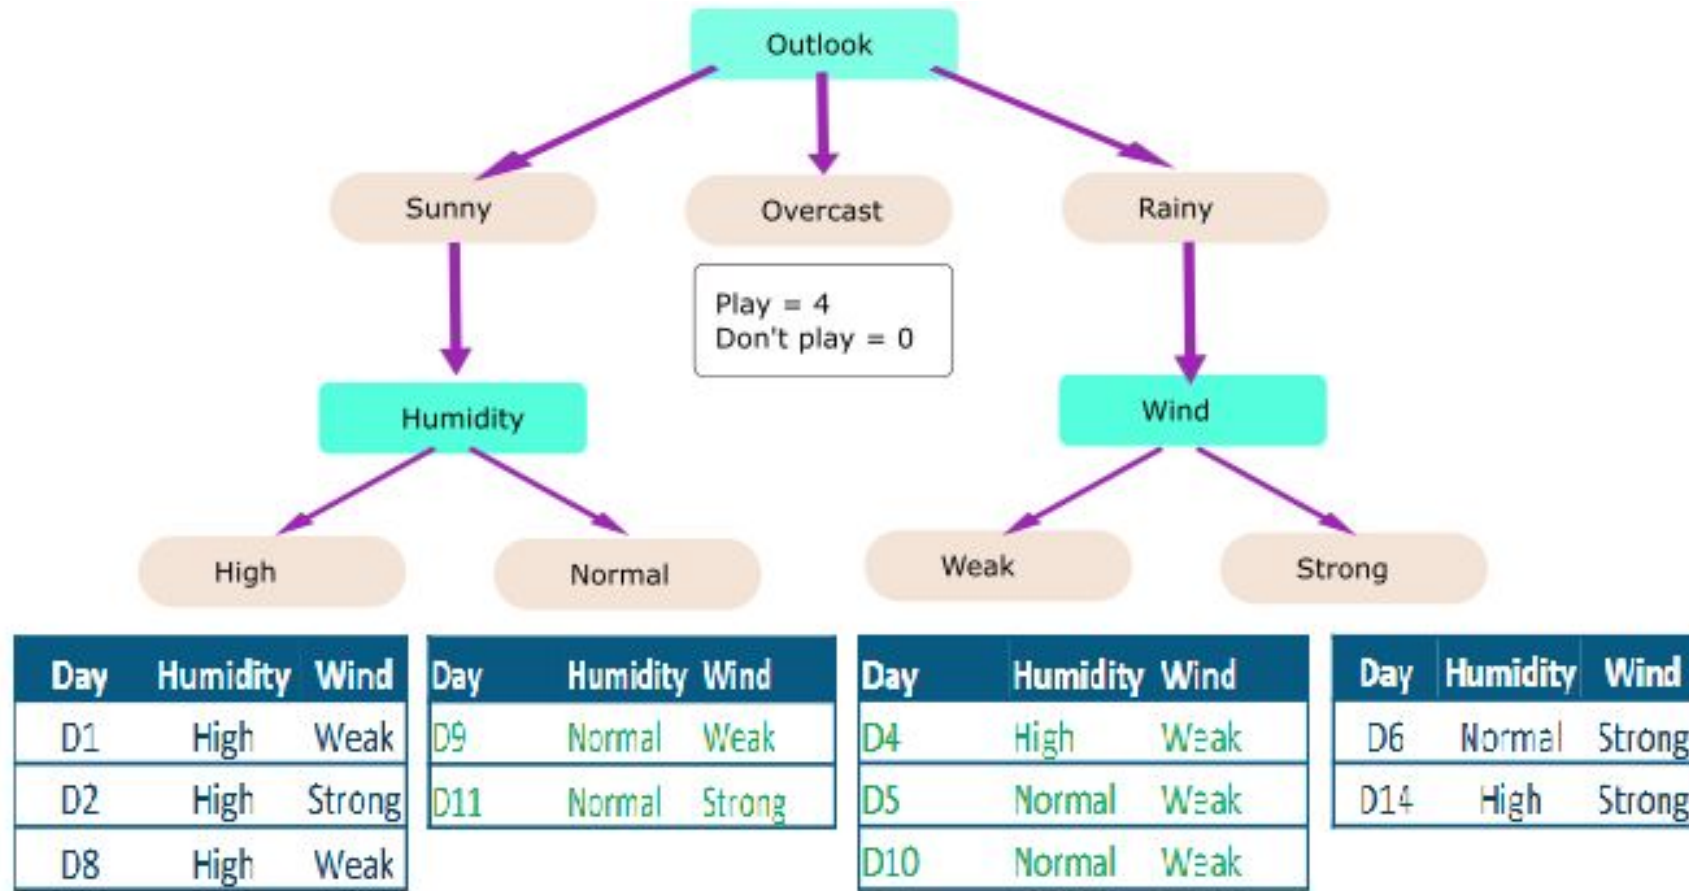 Outlook
Sunny
Overcast
Rainy
Play = 4
Don't play = 0
Humidity
Wind
High
Normal
Weak
Strong
Day Humidity Wind
D1 High Weak
D2 High Strong
D8 High Weak
Day Humidity Wind
D9 Normal Weak
D11 Normal Strong
Day Humidity Wind
D4 High Weak
D5 Normal Weak
D10 Normal Weak
Day Humidity Wind
D6 Normal Strong
D14 High Strong